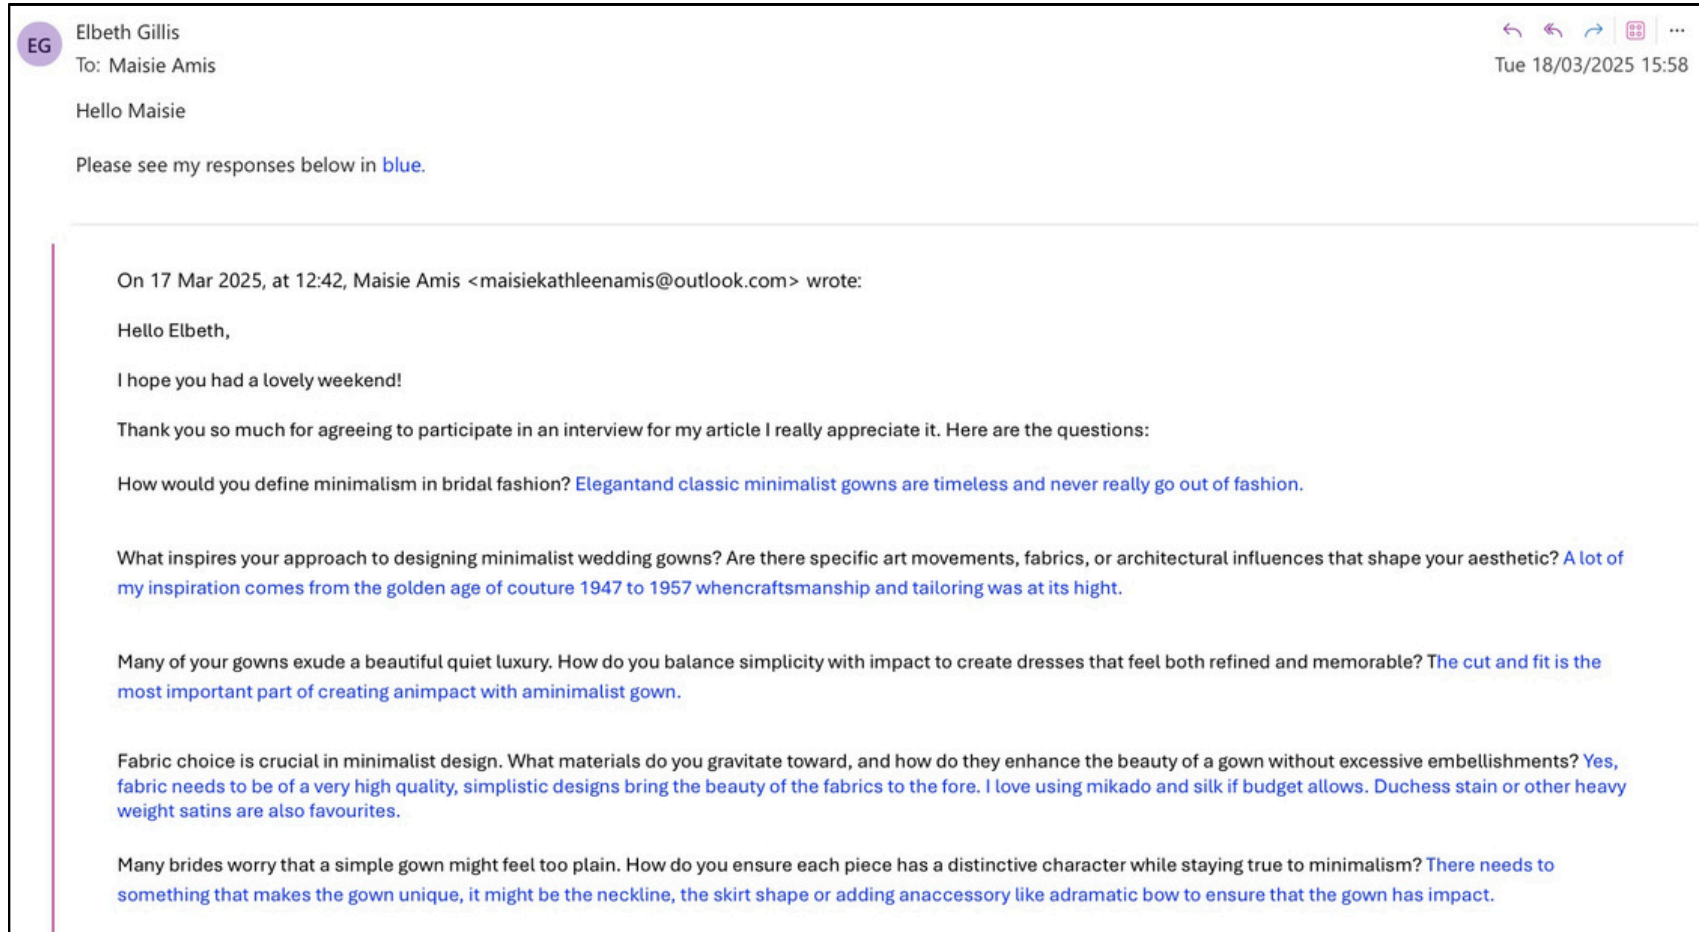 EG
Elbeth Gillis
To: Maisie Amis
Tue 18/03/2025 15:58
Hello Maisie
Please see my responses below in blue.
On 17 Mar 2025, at 12:42, Maisie Amis <maisiekathleenamis@outlook.com> wrote:
Hello Elbeth,
I hope you had a lovely weekend!
Thank you so much for agreeing to participate in an interview for my article I really appreciate it. Here are the questions:
How would you define minimalism in bridal fashion? Elegantand classic minimalist gowns are timeless and never really go out of fashion.
What inspires your approach to designing minimalist wedding gowns? Are there specific art movements, fabrics, or architectural influences that shape your aesthetic? A lot of
my inspiration comes from the golden age of couture 1947 to 1957 whencraftsmanship and tailoring was at its hight.
Many of your gowns exude a beautiful quiet luxury. How do you balance simplicity with impact to create dresses that feel both refined and memorable? The cut and fit is the
most important part of creating animpact with aminimalist gown.
Fabric choice is crucial in minimalist design. What materials do you gravitate toward, and how do they enhance the beauty of a gown without excessive embellishments? Yes,
fabric needs to be of a very high quality, simplistic designs bring the beauty of the fabrics to the fore. I love using mikado and silk if budget allows. Duchess stain or other heavy
weight satins are also favourites.
Many brides worry that a simple gown might feel too plain. How do you ensure each piece has a distinctive character while staying true to minimalism? There needs to
something that makes the gown unique, it might be the neckline, the skirt shape or adding anaccessory like adramatic bow to ensure that the gown has impact.